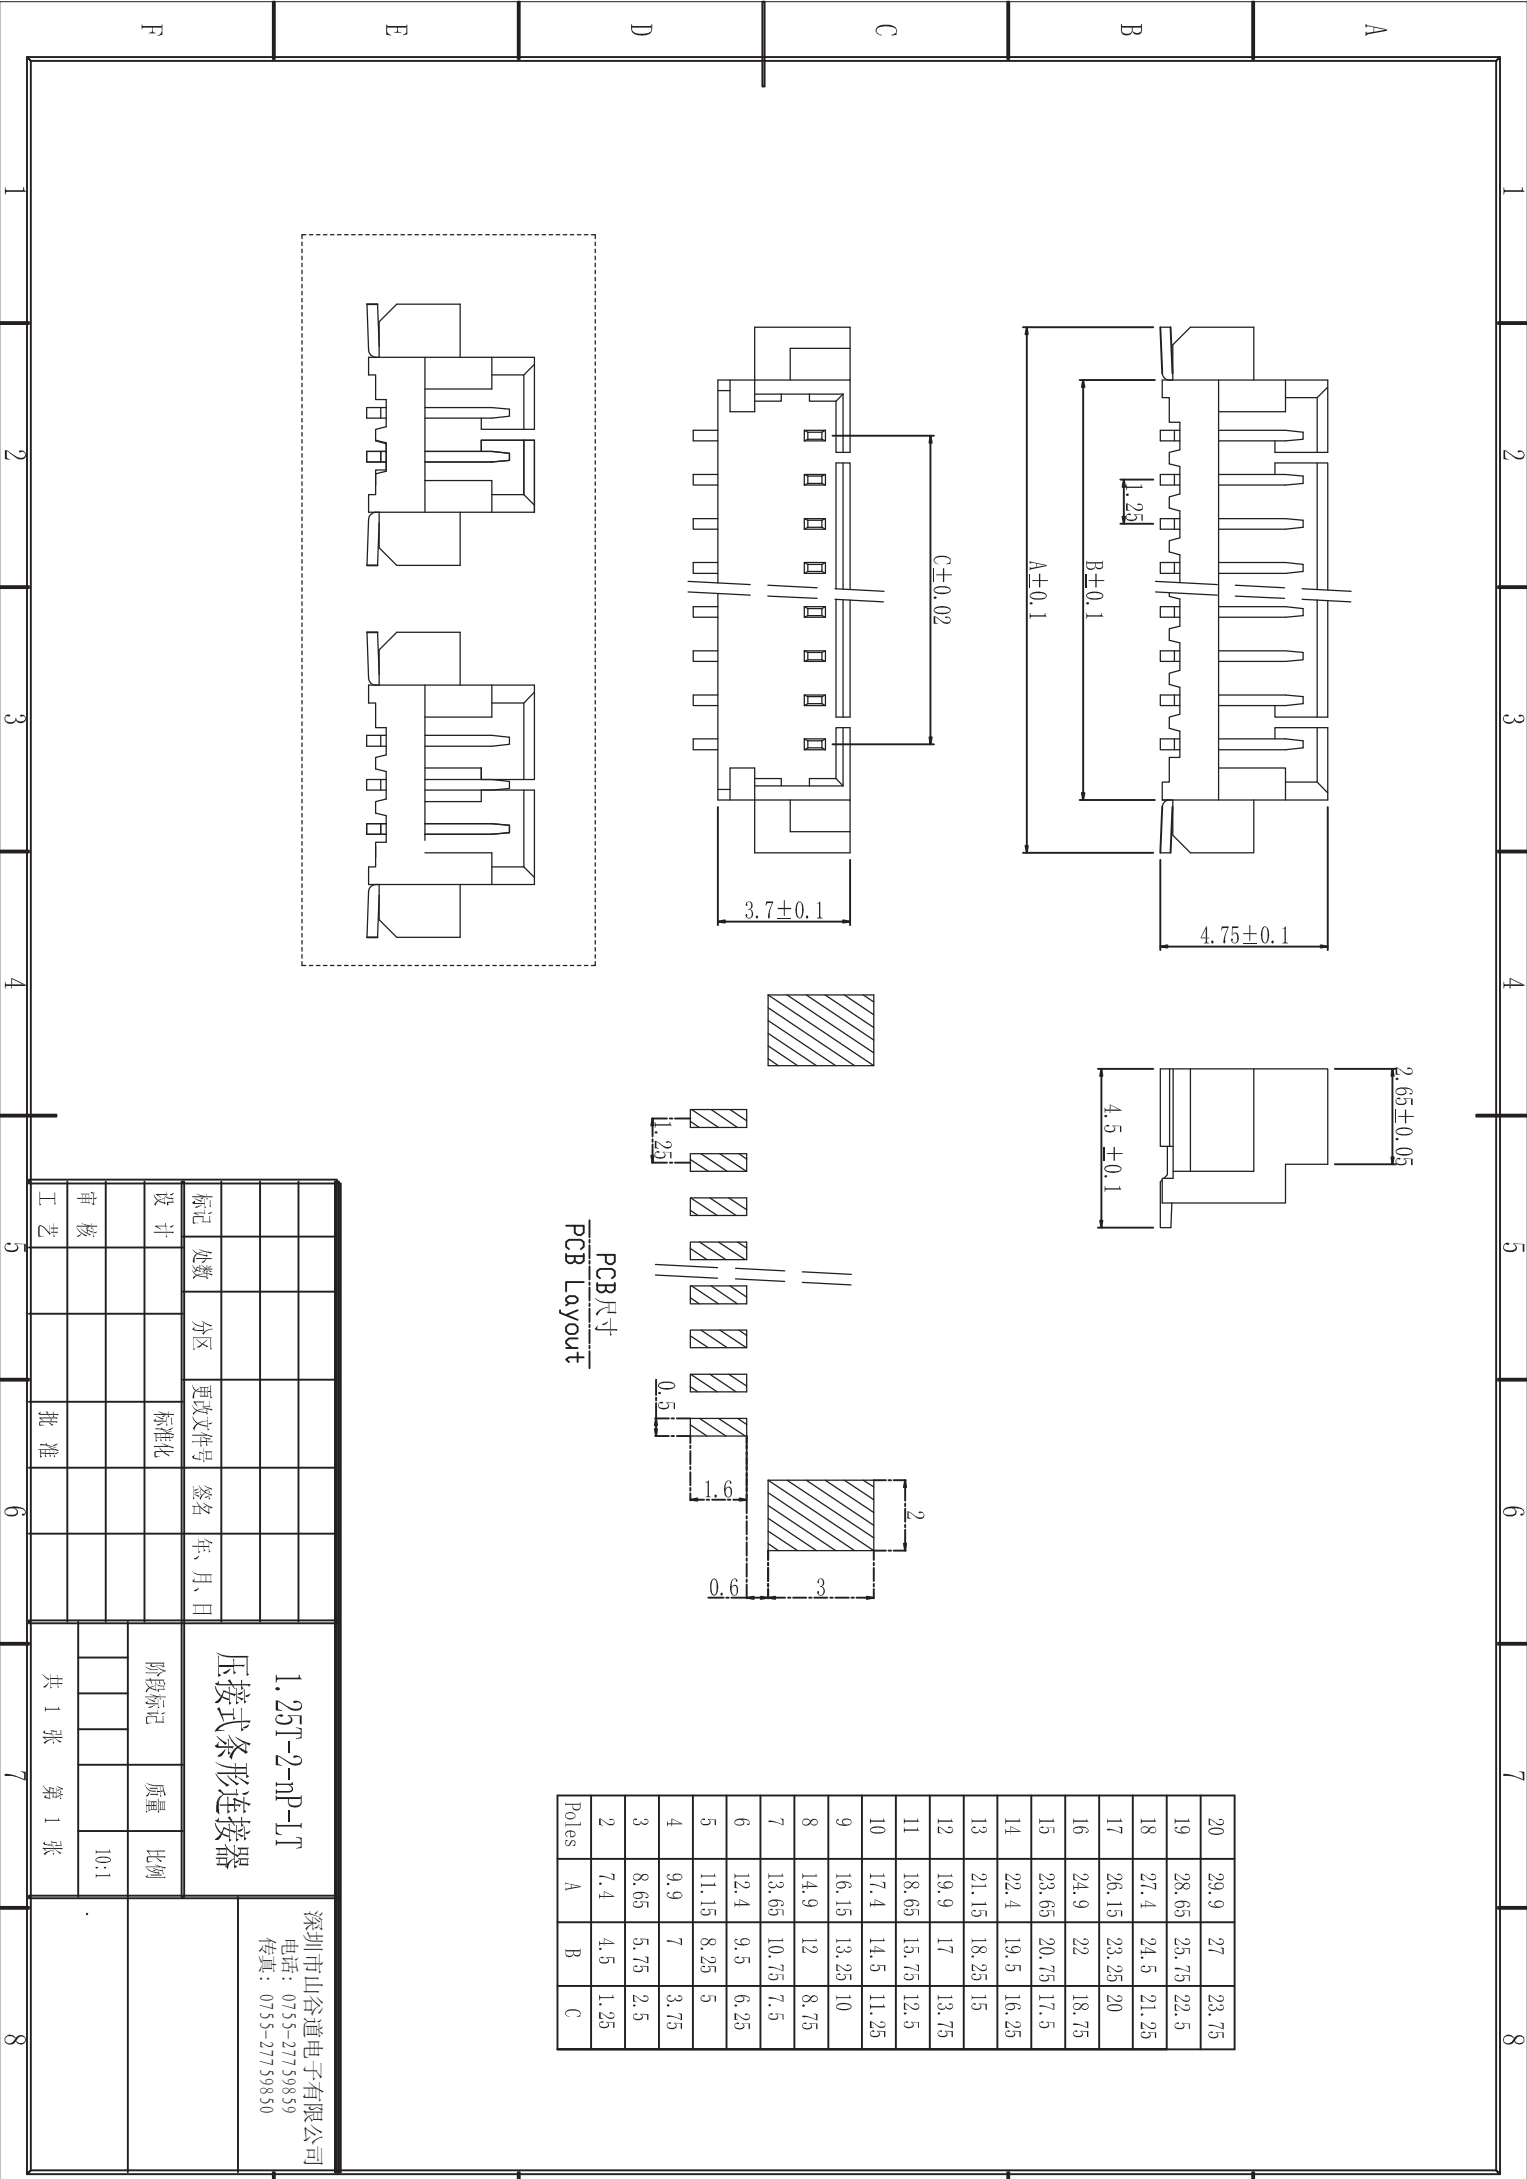 1 2 3 4 5 6 7 8
A
B
C
D
E
F
4.75±0.1
1.25
B±0.1
A±0.1
2.65±0.05
4.5±0.1
C±0.02
3.7±0.1
2
3
0.6
1.6
1.25
0.5
PCB尺寸
PCB Layout
20 29.9 27 23.75
19 28.65 25.75 22.5
18 27.4 24.5 21.25
17 26.15 23.25 20
16 24.9 22 18.75
15 23.65 20.75 17.5
14 22.4 19.5 16.25
13 21.15 18.25 15
12 19.9 17 13.75
11 18.65 15.75 12.5
10 17.4 14.5 11.25
9 16.15 13.25 10
8 14.9 12 8.75
7 13.65 10.75 7.5
6 12.4 9.5 6.25
5 11.15 8.25 5
4 9.9 7 3.75
3 8.65 5.75 2.5
2 7.4 4.5 1.25
Poles A B C
标记 处数 分区 更改文件号 签名 年、月、日
设计 标准化
审核
工艺 批准
1.25T-2-nP-LT
压接式条形连接器
阶段标记 质量 比例
10:1
共 1 张 第 1 张
深圳市山谷道电子有限公司
电话：0755-27759859
传真：0755-27759850
1 2 3 4 5 6 7 8